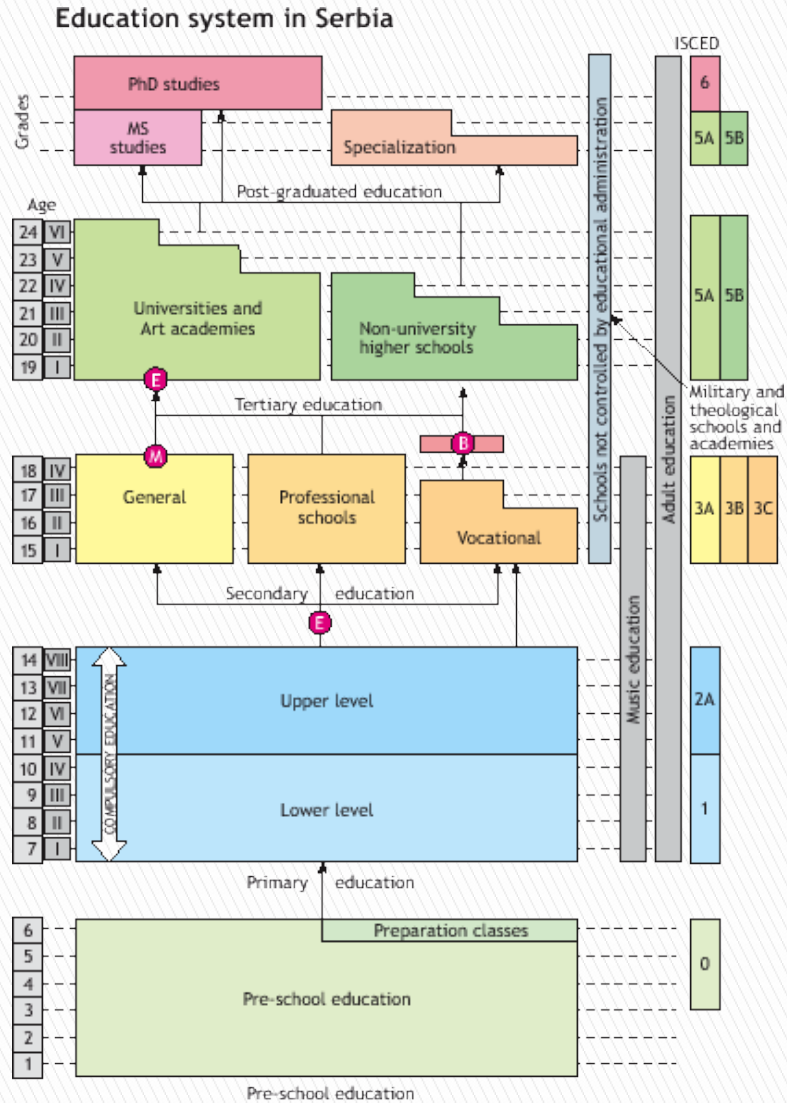 Education system in Serbia
ISCED
Grades
PhD studies
6
MS
studies
Specialization
5A 5B
Post-graduated education
Age
24 VI
23 V
22 IV
21 III
20 II
19 I
Universities and
Art academies
Non-university
higher schools
5A 5B
E
Tertiary education
Schools not controlled by educational administration
Military and
theological
schools and
academies
Adult education
M
B
18 IV
17 III
16 II
15 I
General
Professional
schools
Vocational
3A 3B 3C
Secondary education
E
Music education
14 VIII
13 VII
12 VI
11 V
10 IV
9 III
8 II
7 I
COMPULSORY EDUCATION
Upper level
2A
Lower level
1
Primary education
6
5
4
3
2
1
Preparation classes
Pre-school education
0
Pre-school education